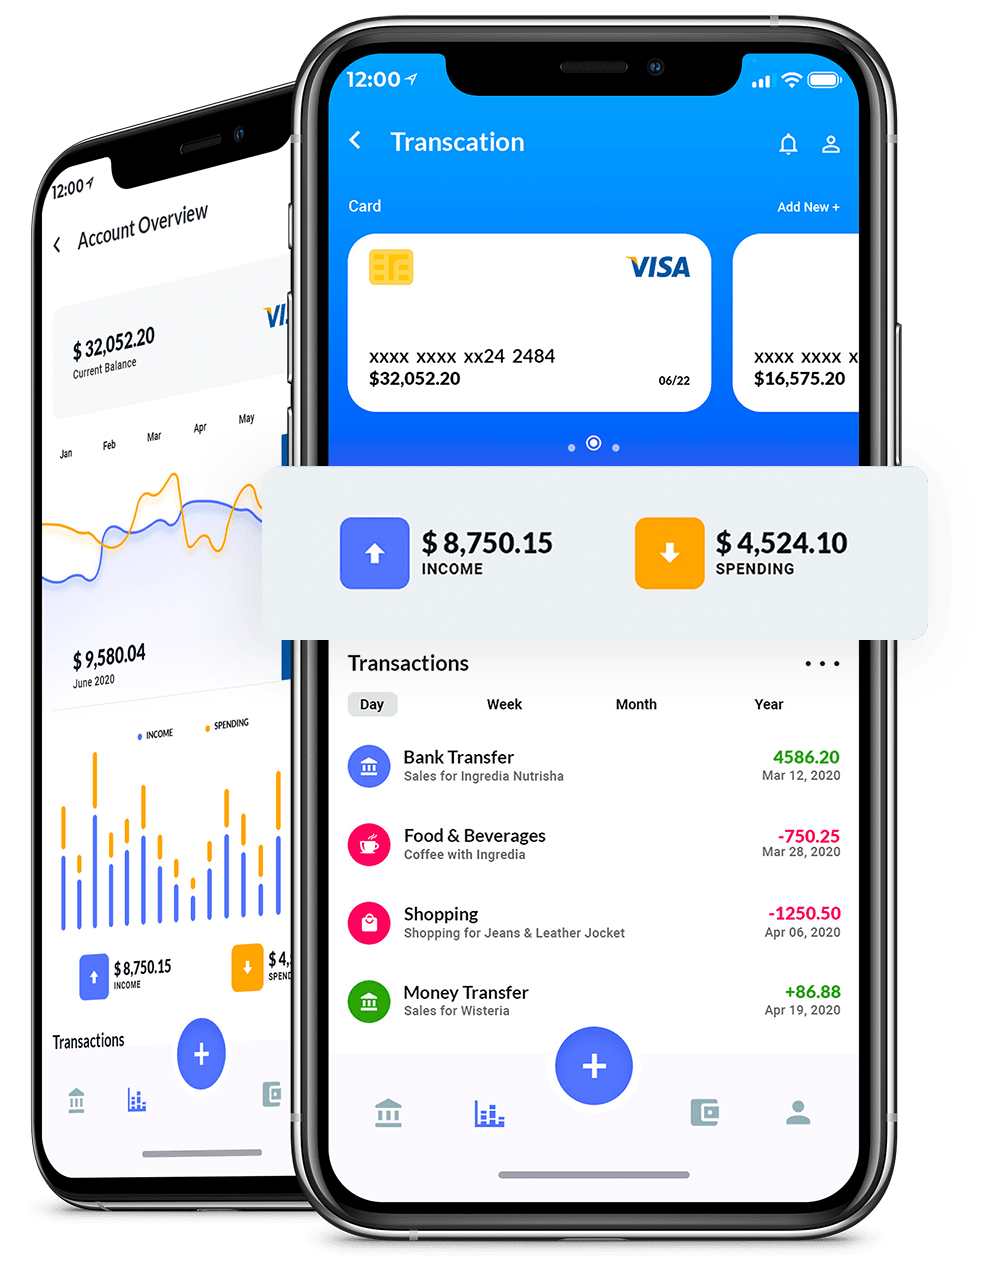 12:00
Account Overview
$ 32,052.20
Current Balance
Jan Feb Mar Apr May
$ 9,580.04
June 2020
INCOME SPENDING
$ 8,750.15
INCOME
Transactions
12:00
Transcation
Card Add New +
VISA
xxxx xxxx xx24 2484
$32,052.20 06/22
xxxx xxxx x
$16,575.20
$ 8,750.15
INCOME
$ 4,524.10
SPENDING
Transactions
Day Week Month Year
Bank Transfer 4586.20
Sales for Ingredia Nutrisha Mar 12, 2020
Food & Beverages -750.25
Coffee with Ingredia Mar 28, 2020
Shopping -1250.50
Shopping for Jeans & Leather Jocket Apr 06, 2020
Money Transfer +86.88
Sales for Wisteria Apr 19, 2020